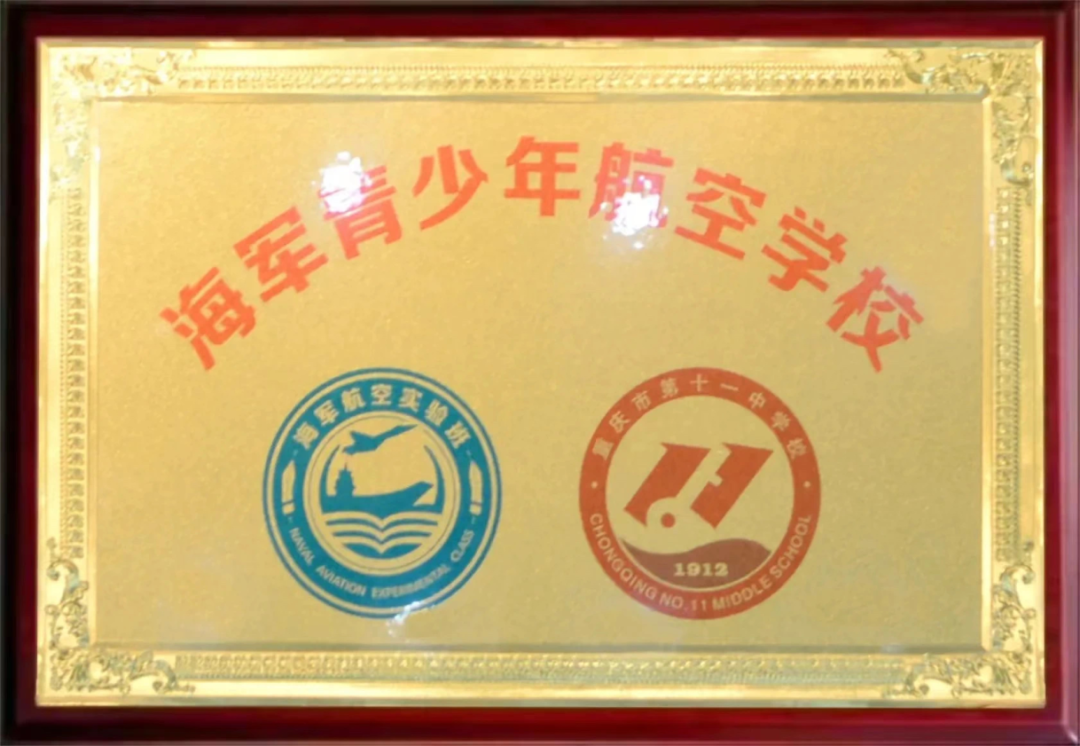 海军青少年航空学校
海军航空实验班
NAVAL AVIATION EXPERIMENTAL CLASS
重庆市第十一中学校
1912
CHONGQING NO.11 MIDDLE SCHOOL